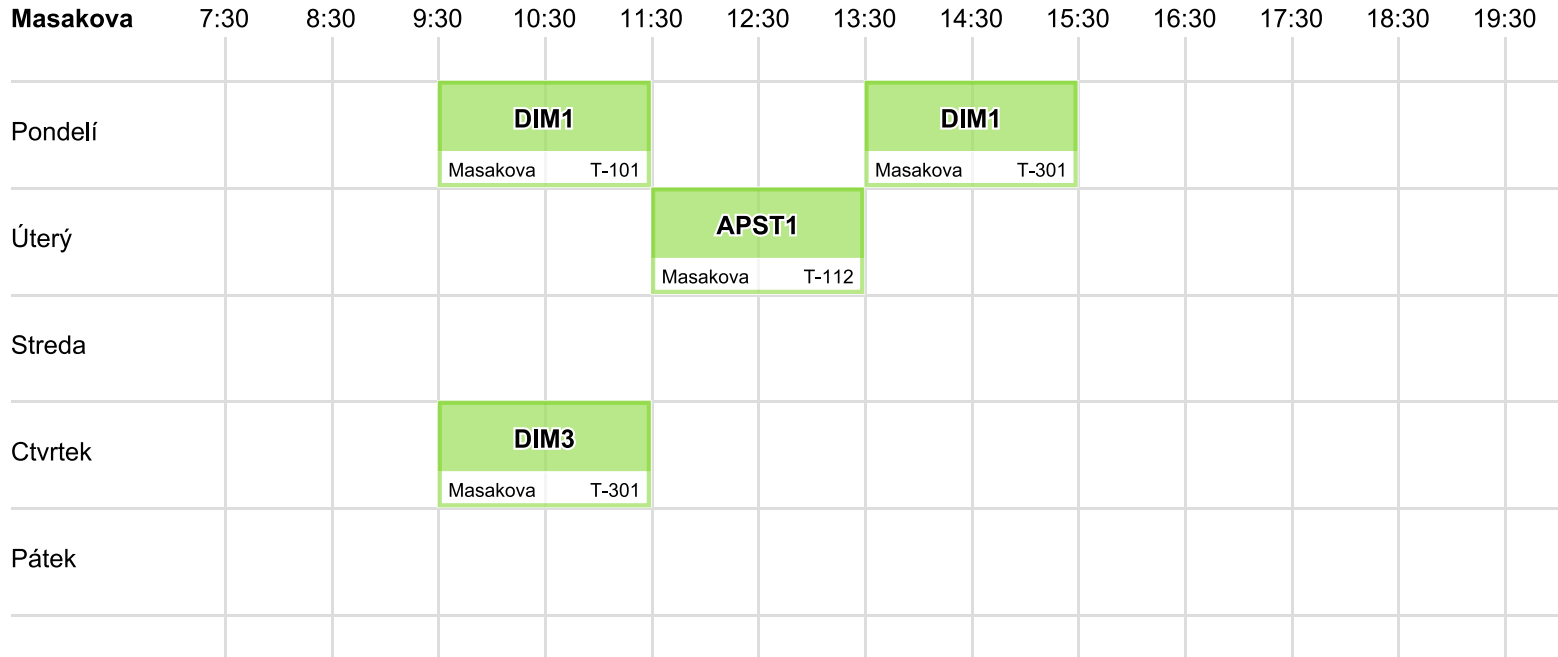 Masakova 7:30 8:30 9:30 10:30 11:30 12:30 13:30 14:30 15:30 16:30 17:30 18:30 19:30
Pondelí
DIM1
Masakova T-101
DIM1
Masakova T-301
Úterý
APST1
Masakova T-112
Streda
Ctvrtek
DIM3
Masakova T-301
Pátek